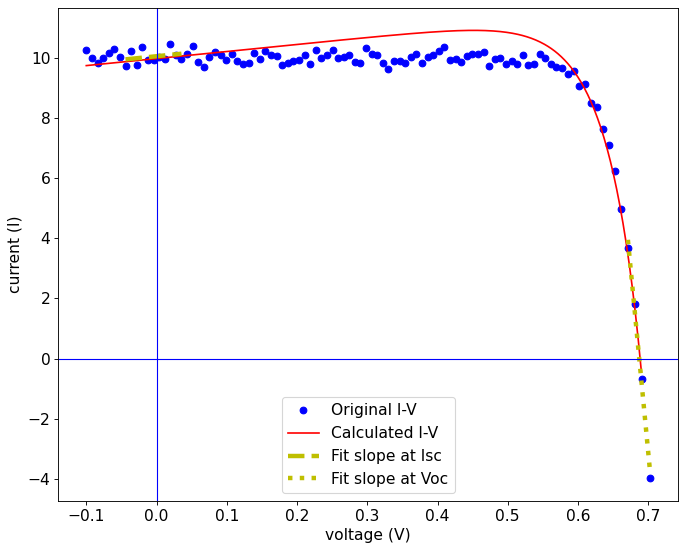 10
8
6
4
2
0
−2
−4
current (I)
Original I-V
Calculated I-V
Fit slope at Isc
Fit slope at Voc
−0.1 0.0 0.1 0.2 0.3 0.4 0.5 0.6 0.7
voltage (V)